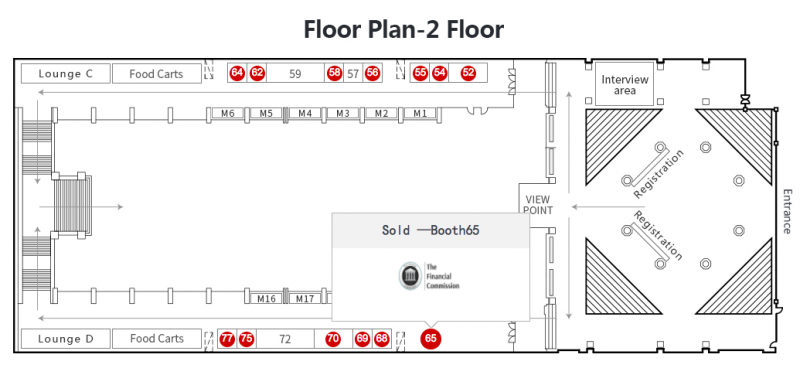 Floor Plan-2 Floor
Lounge C
Food Carts
64
62
59
58
57
56
55
54
52
Interview
area
M6
M5
M4
M3
M2
M1
Registration
VIEW
POINT
Entrance
Registration
Sold —Booth65
The
Financial
Commission
M16
M17
Lounge D
Food Carts
77
75
72
70
69
68
65